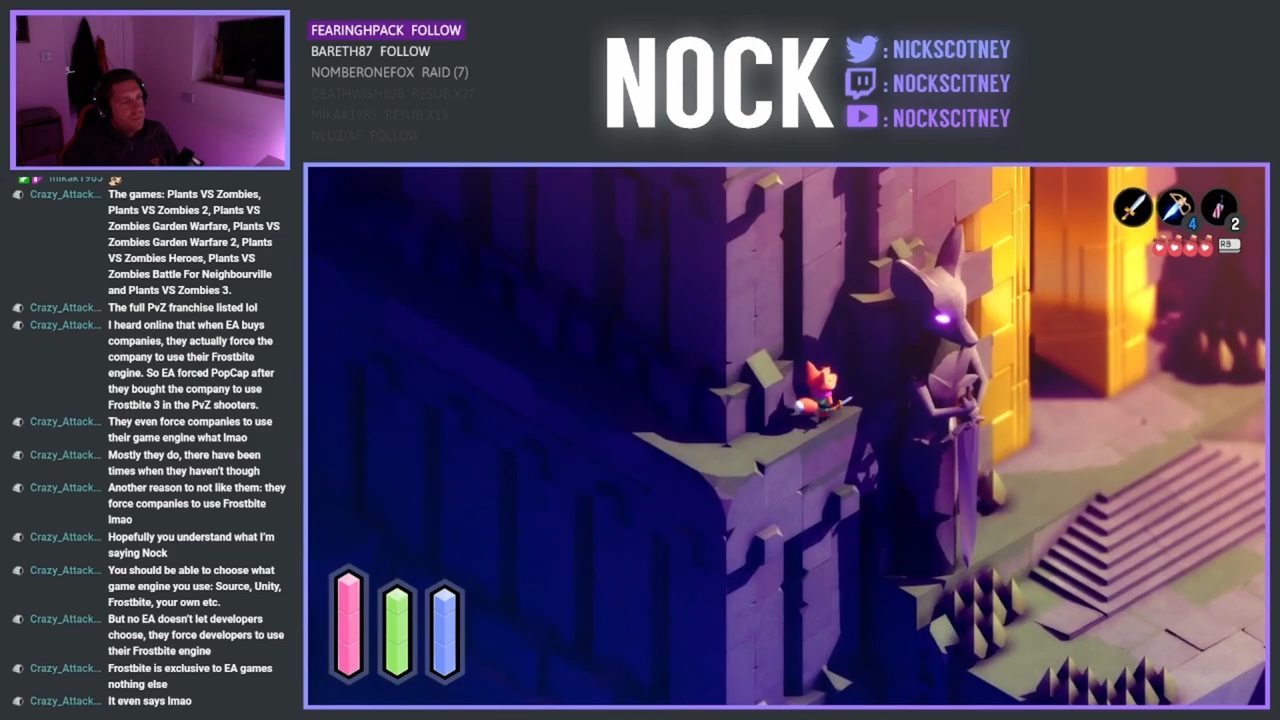 FEARINGHPACK FOLLOW
BARETH87 FOLLOW
NOMBERONEFOX RAID (7)
DEATHWISH808 RESUB X27
MIKAK1985 RESUB X19
NLUZIAF FOLLOW
NOCK
: NICKSCOTNEY
: NOCKSCITNEY
: NOCKSCITNEY
mikak1985
Crazy_Attack... The games: Plants VS Zombies,
Plants VS Zombies 2, Plants VS
Zombies Garden Warfare, Plants VS
Zombies Garden Warfare 2, Plants
VS Zombies Heroes, Plants VS
Zombies Battle For Neighbourville
and Plants VS Zombies 3.
Crazy_Attack... The full PvZ franchise listed lol
Crazy_Attack... I heard online that when EA buys
companies, they actually force the
company to use their Frostbite
engine. So EA forced PopCap after
they bought the company to use
Frostbite 3 in the PvZ shooters.
Crazy_Attack... They even force companies to use
their game engine what lmao
Crazy_Attack... Mostly they do, there have been
times when they haven't though
Crazy_Attack... Another reason to not like them: they
force companies to use Frostbite
lmao
Crazy_Attack... Hopefully you understand what I'm
saying Nock
Crazy_Attack... You should be able to choose what
game engine you use: Source, Unity,
Frostbite, your own etc.
Crazy_Attack... But no EA doesn't let developers
choose, they force developers to use
their Frostbite engine
Crazy_Attack... Frostbite is exclusive to EA games
nothing else
Crazy_Attack... It even says lmao
4
2
RB